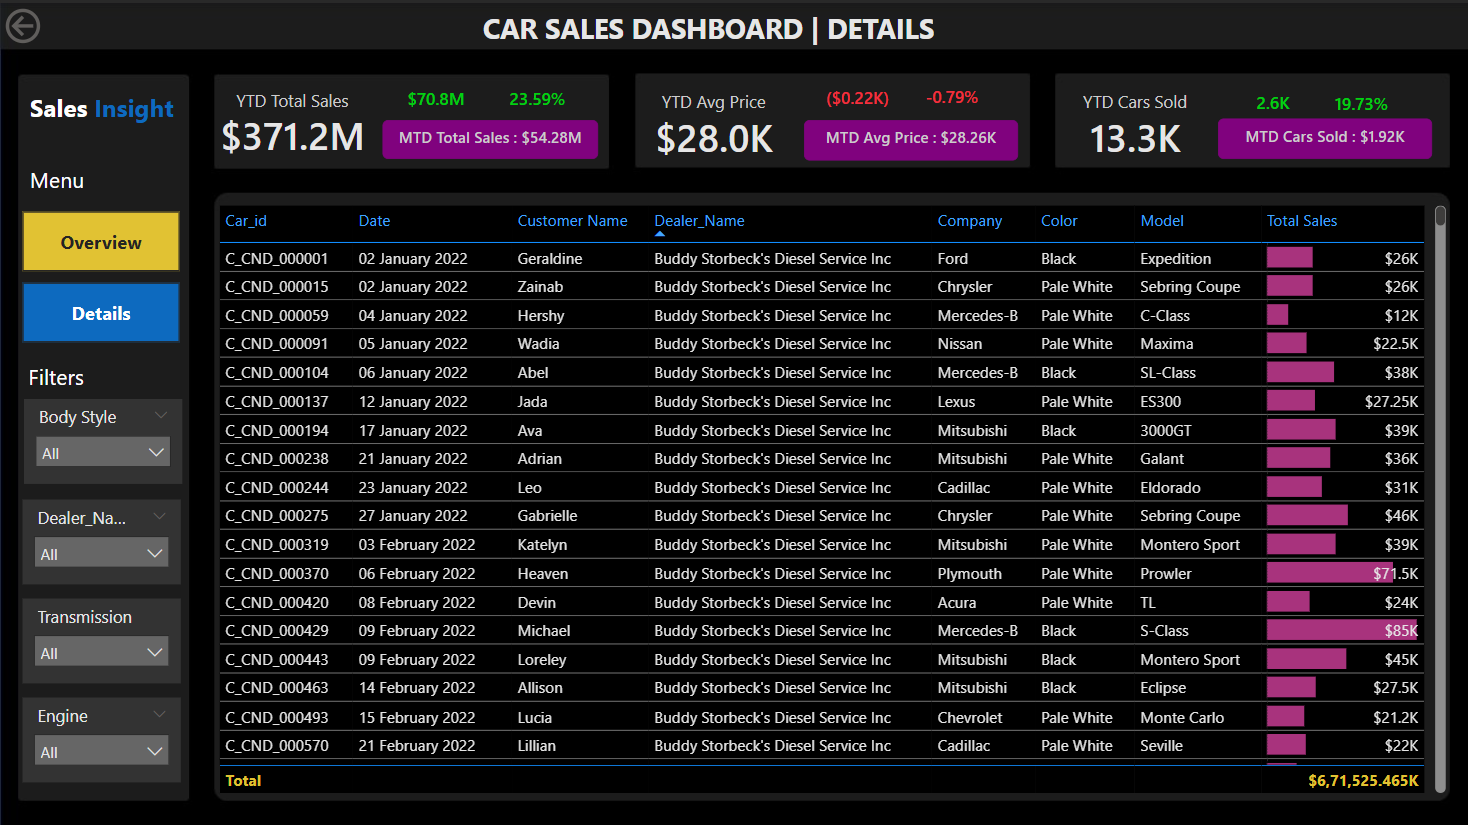 CAR SALES DASHBOARD | DETAILS
Sales Insight
Menu
Overview
Details
Filters
Body Style
All
Dealer_Na...
All
Transmission
All
Engine
All
YTD Total Sales
$70.8M 23.59%
$371.2M
MTD Total Sales : $54.28M
YTD Avg Price
($0.22K) -0.79%
$28.0K
MTD Avg Price : $28.26K
YTD Cars Sold
2.6K 19.73%
13.3K
MTD Cars Sold : $1.92K
Car_id Date Customer Name Dealer_Name Company Color Model Total Sales
C_CND_000001 02 January 2022 Geraldine Buddy Storbeck's Diesel Service Inc Ford Black Expedition $26K
C_CND_000015 02 January 2022 Zainab Buddy Storbeck's Diesel Service Inc Chrysler Pale White Sebring Coupe $26K
C_CND_000059 04 January 2022 Hershy Buddy Storbeck's Diesel Service Inc Mercedes-B Pale White C-Class $12K
C_CND_000091 05 January 2022 Wadia Buddy Storbeck's Diesel Service Inc Nissan Pale White Maxima $22.5K
C_CND_000104 06 January 2022 Abel Buddy Storbeck's Diesel Service Inc Mercedes-B Black SL-Class $38K
C_CND_000137 12 January 2022 Jada Buddy Storbeck's Diesel Service Inc Lexus Pale White ES300 $27.25K
C_CND_000194 17 January 2022 Ava Buddy Storbeck's Diesel Service Inc Mitsubishi Black 3000GT $39K
C_CND_000238 21 January 2022 Adrian Buddy Storbeck's Diesel Service Inc Mitsubishi Pale White Galant $36K
C_CND_000244 23 January 2022 Leo Buddy Storbeck's Diesel Service Inc Cadillac Pale White Eldorado $31K
C_CND_000275 27 January 2022 Gabrielle Buddy Storbeck's Diesel Service Inc Chrysler Pale White Sebring Coupe $46K
C_CND_000319 03 February 2022 Katelyn Buddy Storbeck's Diesel Service Inc Mitsubishi Pale White Montero Sport $39K
C_CND_000370 06 February 2022 Heaven Buddy Storbeck's Diesel Service Inc Plymouth Pale White Prowler $71.5K
C_CND_000420 08 February 2022 Devin Buddy Storbeck's Diesel Service Inc Acura Pale White TL $24K
C_CND_000429 09 February 2022 Michael Buddy Storbeck's Diesel Service Inc Mercedes-B Black S-Class $85K
C_CND_000443 09 February 2022 Loreley Buddy Storbeck's Diesel Service Inc Mitsubishi Black Montero Sport $45K
C_CND_000463 14 February 2022 Allison Buddy Storbeck's Diesel Service Inc Mitsubishi Black Eclipse $27.5K
C_CND_000493 15 February 2022 Lucia Buddy Storbeck's Diesel Service Inc Chevrolet Pale White Monte Carlo $21.2K
C_CND_000570 21 February 2022 Lillian Buddy Storbeck's Diesel Service Inc Cadillac Pale White Seville $22K
Total $6,71,525.465K